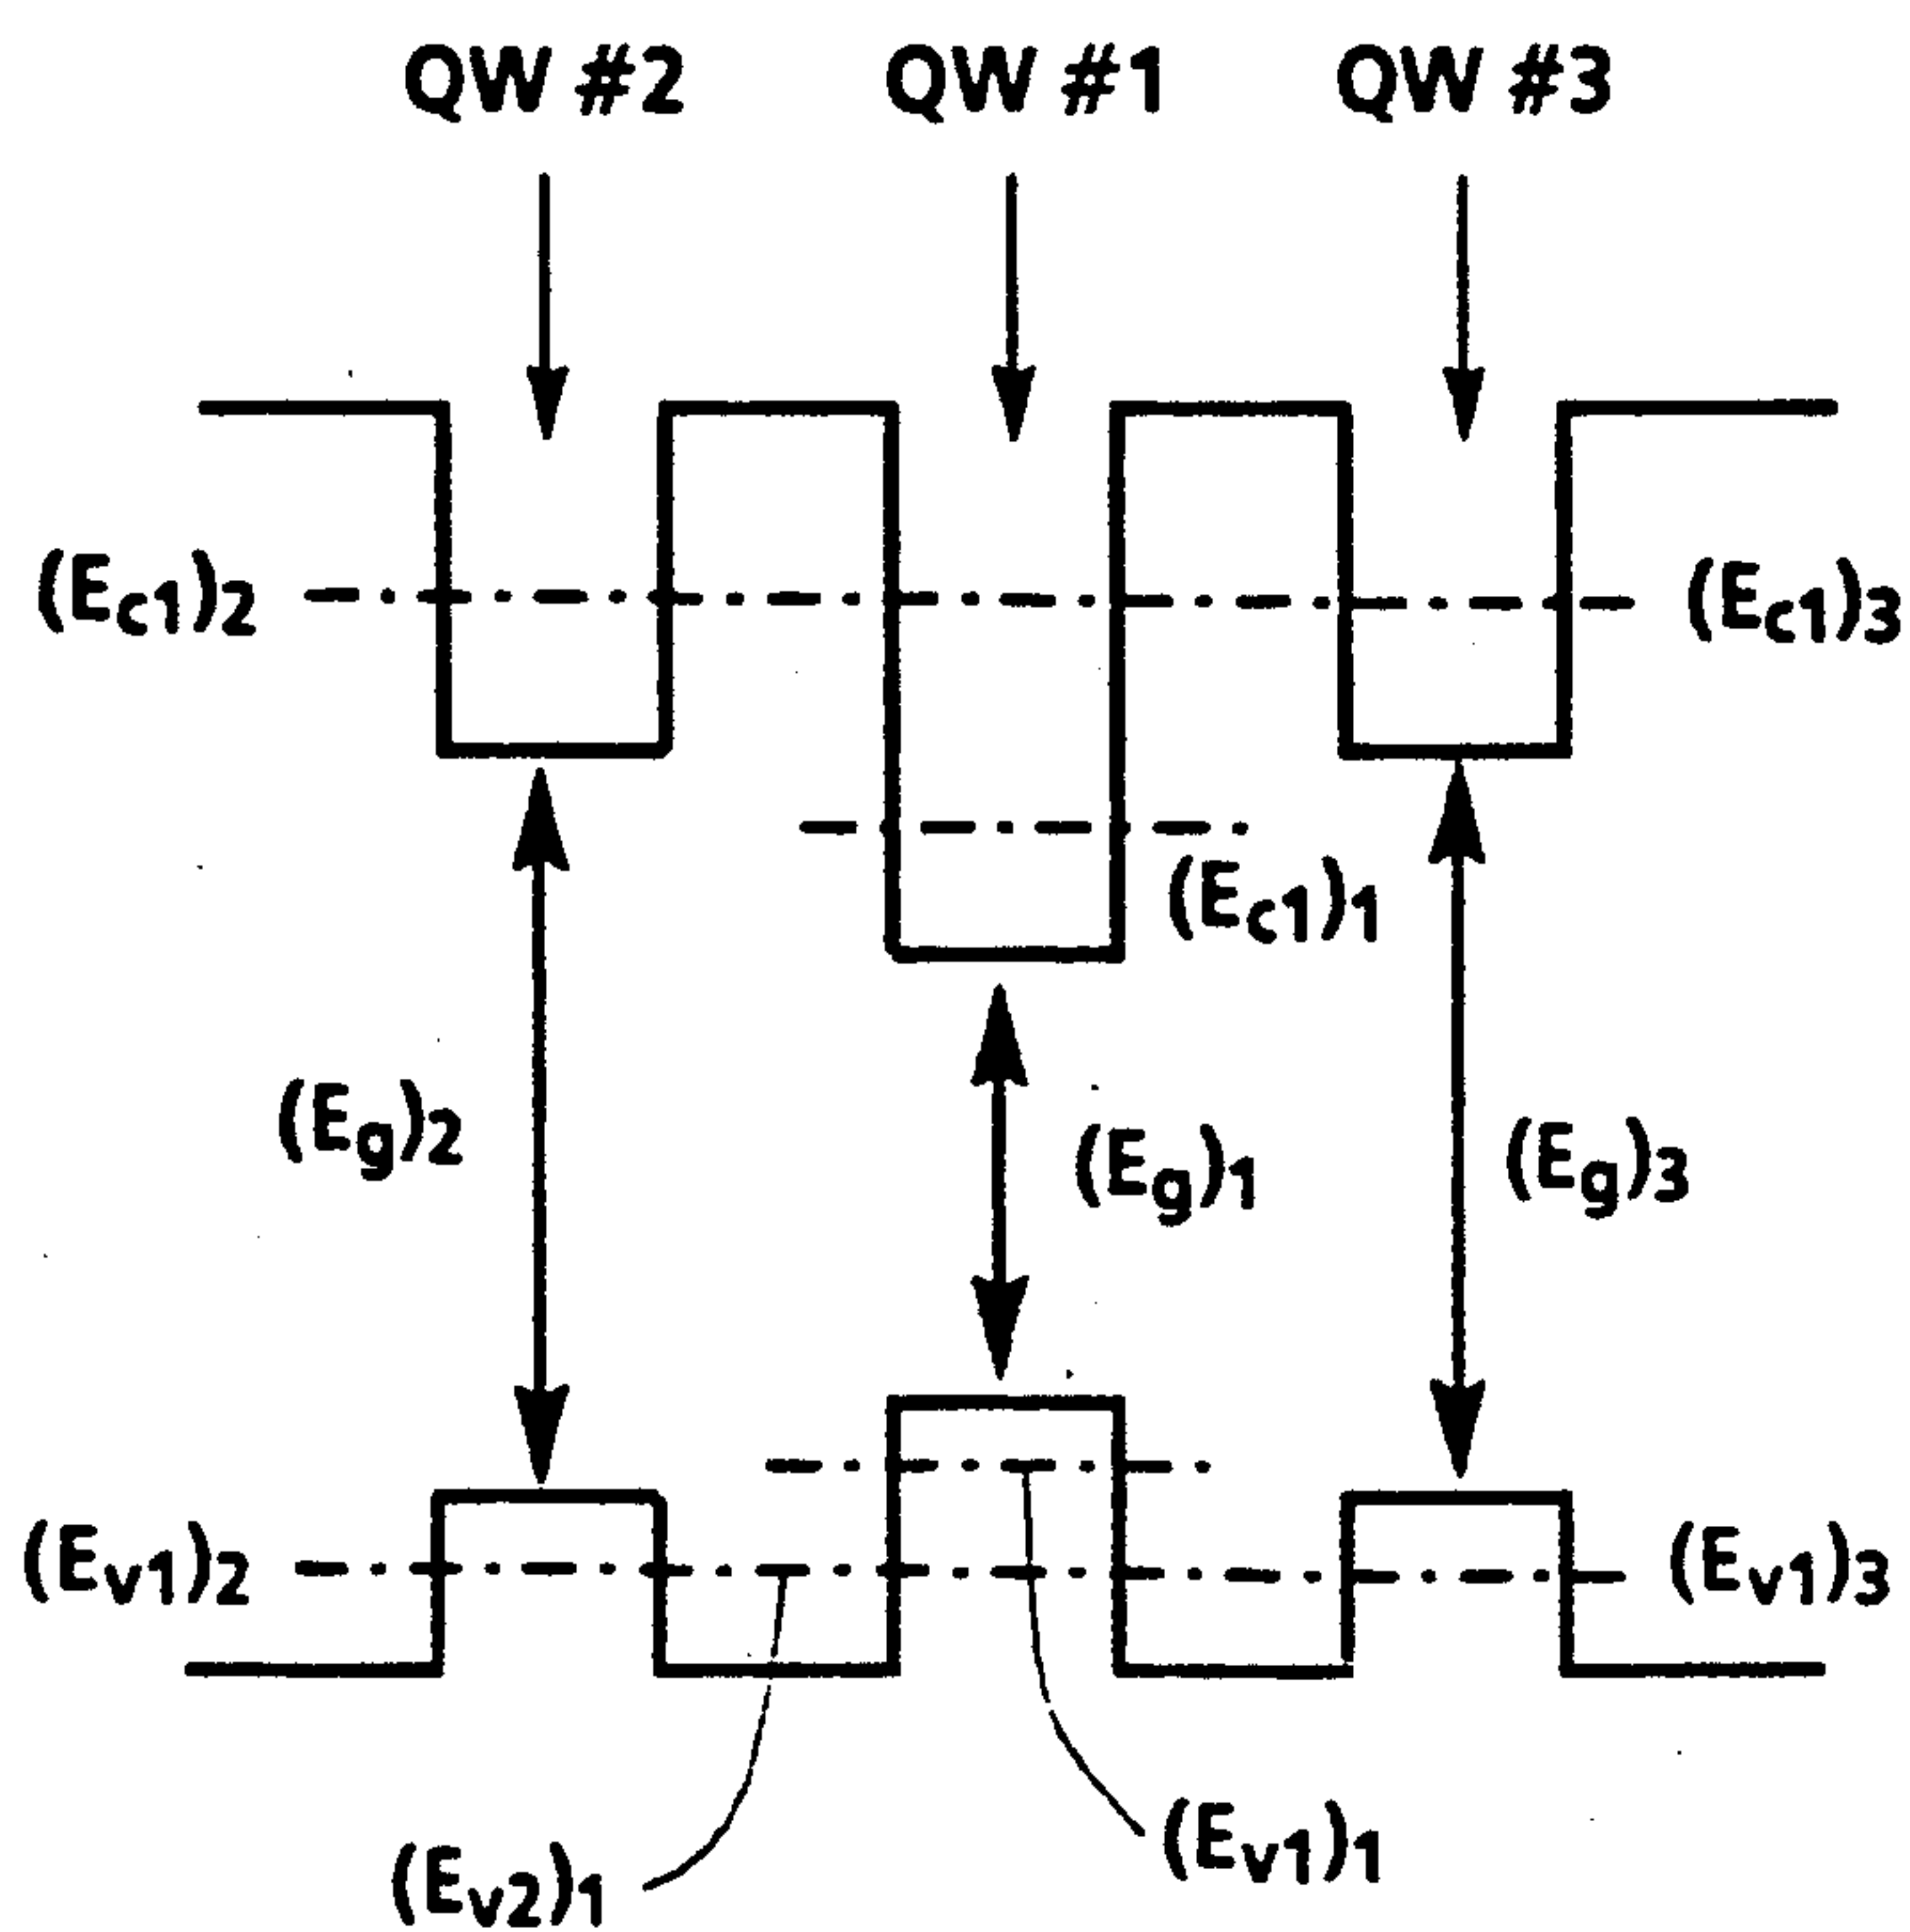 QW #2 QW #1 QW #3
(Ec1)2 (Ec1)3
(Ec1)1
(Eg)2 (Eg)1 (Eg)3
(Ev1)2 (Ev1)3
(Ev2)1 (Ev1)1